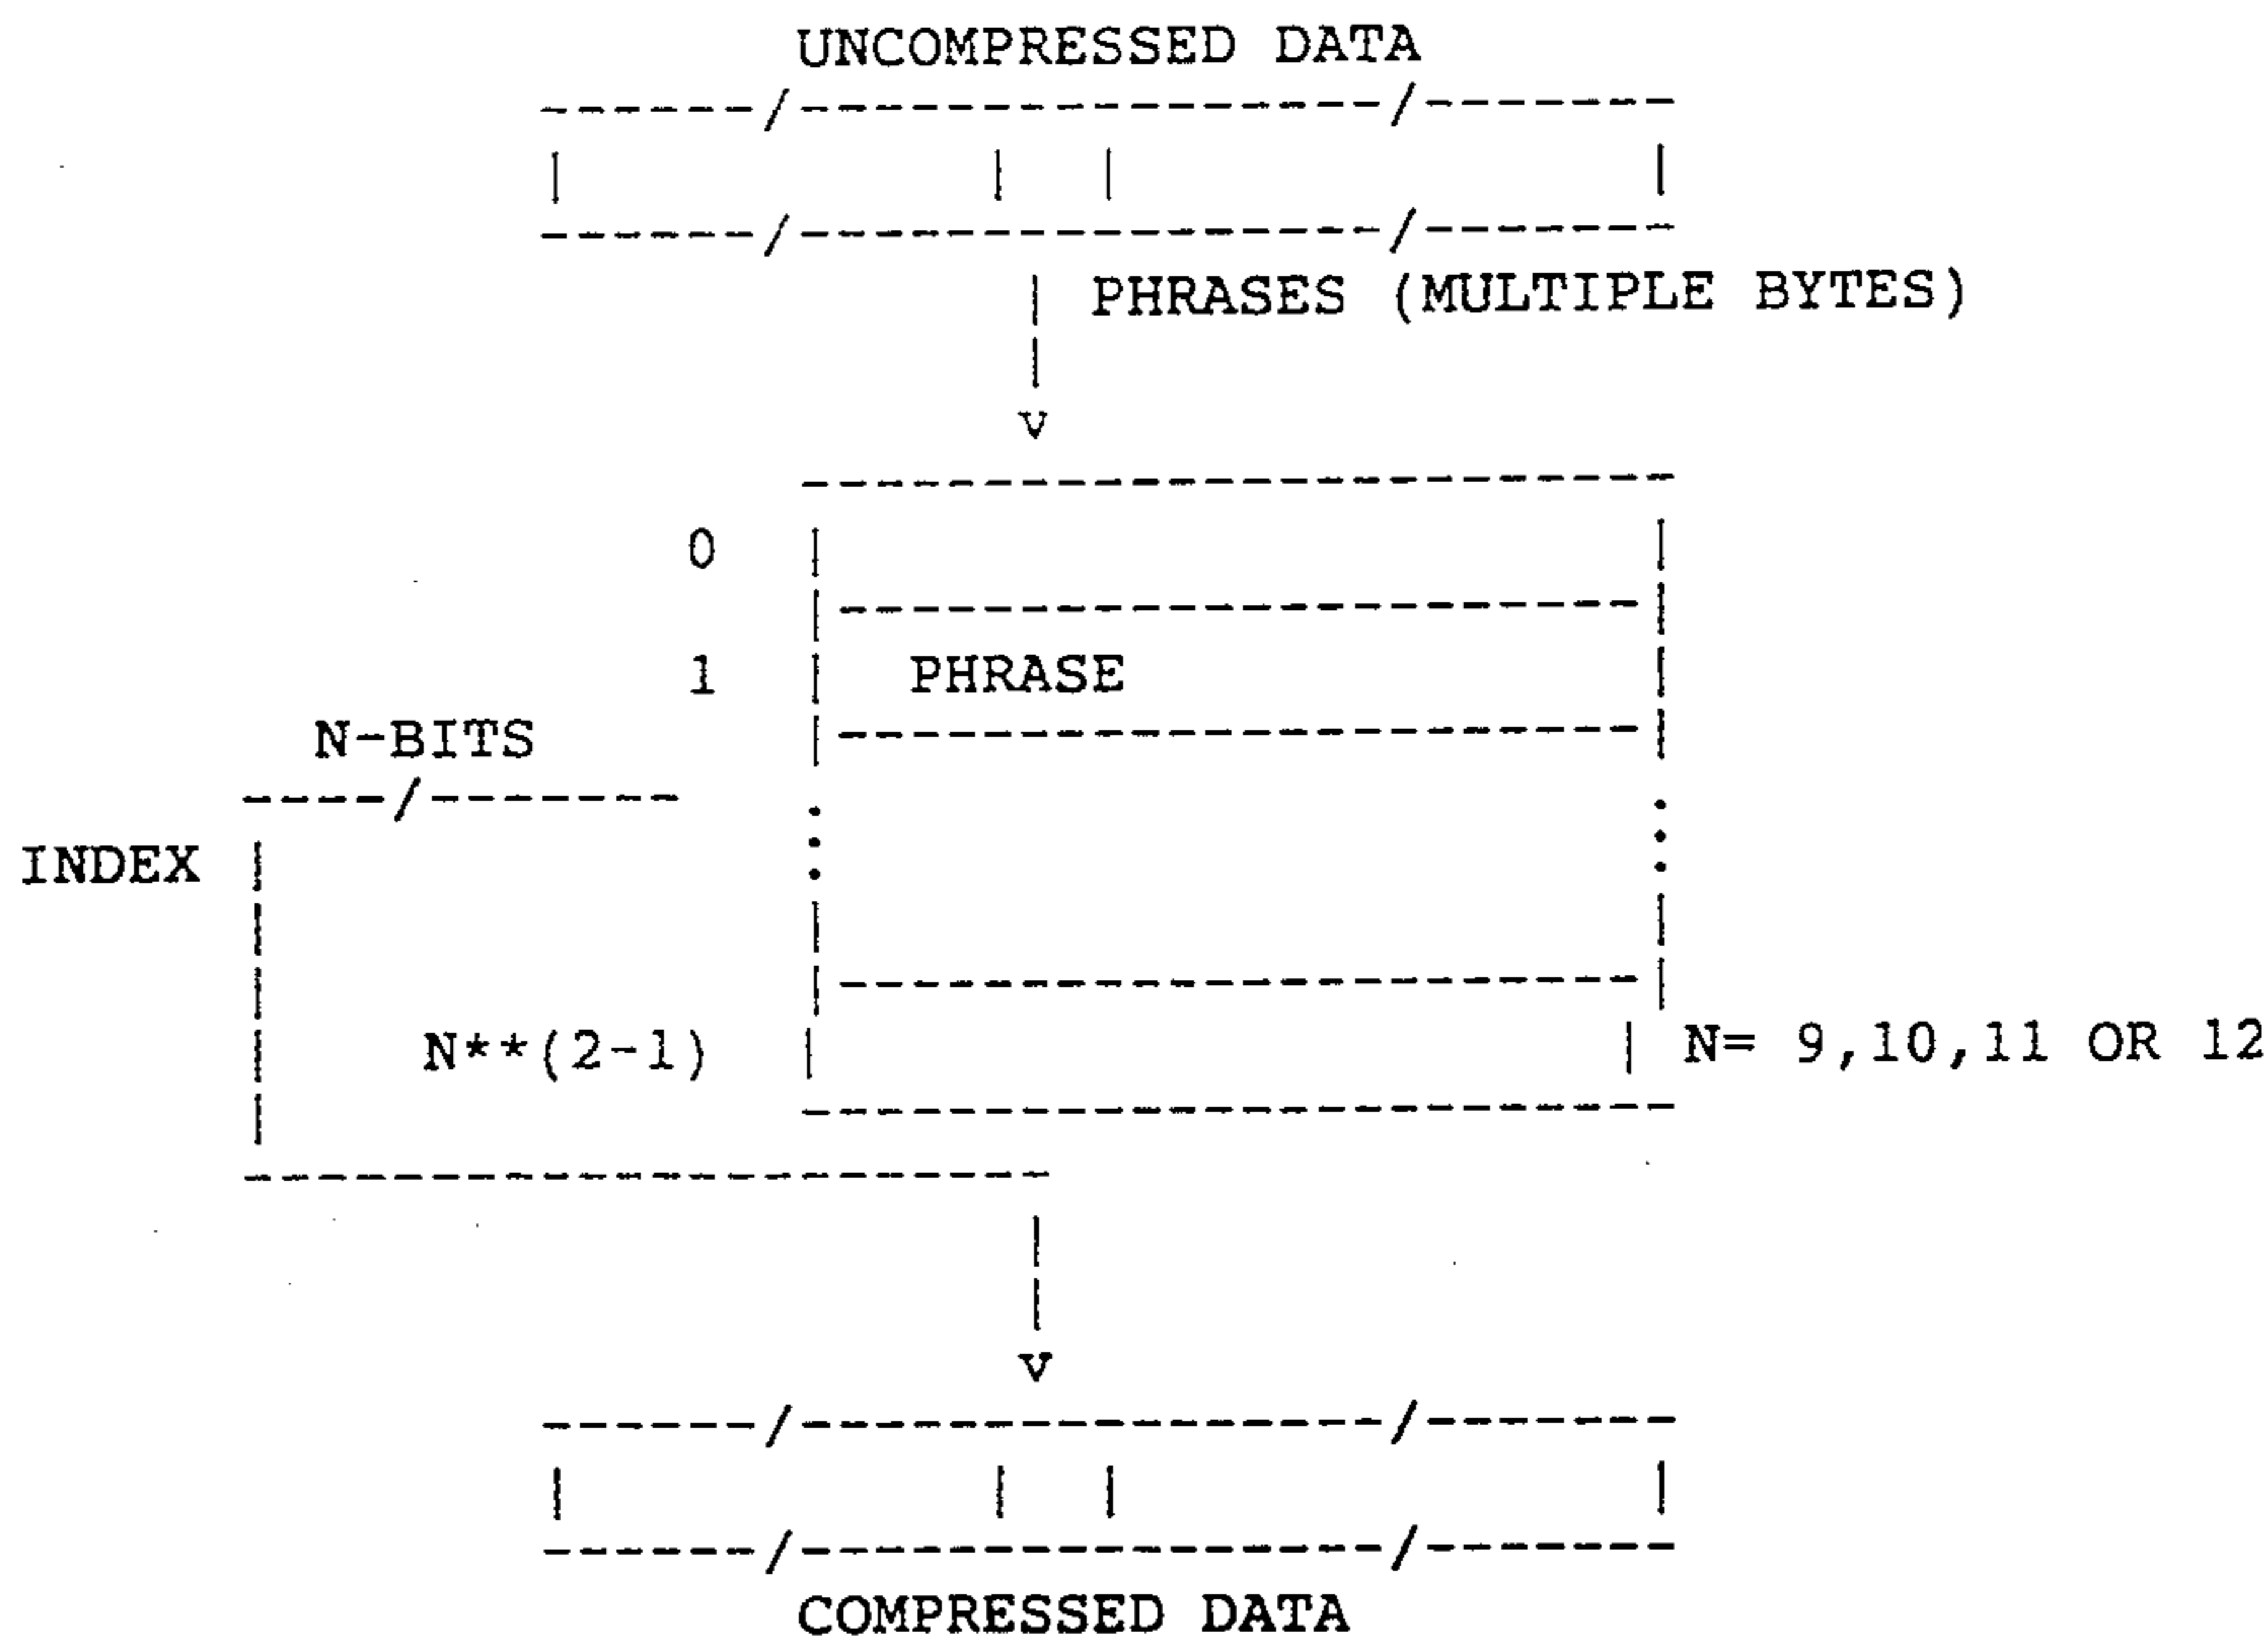 UNCOMPRESSED DATA
PHRASES (MULTIPLE BYTES)
0
1 PHRASE
N-BITS
INDEX
N**(2-1) N= 9,10,11 OR 12
COMPRESSED DATA